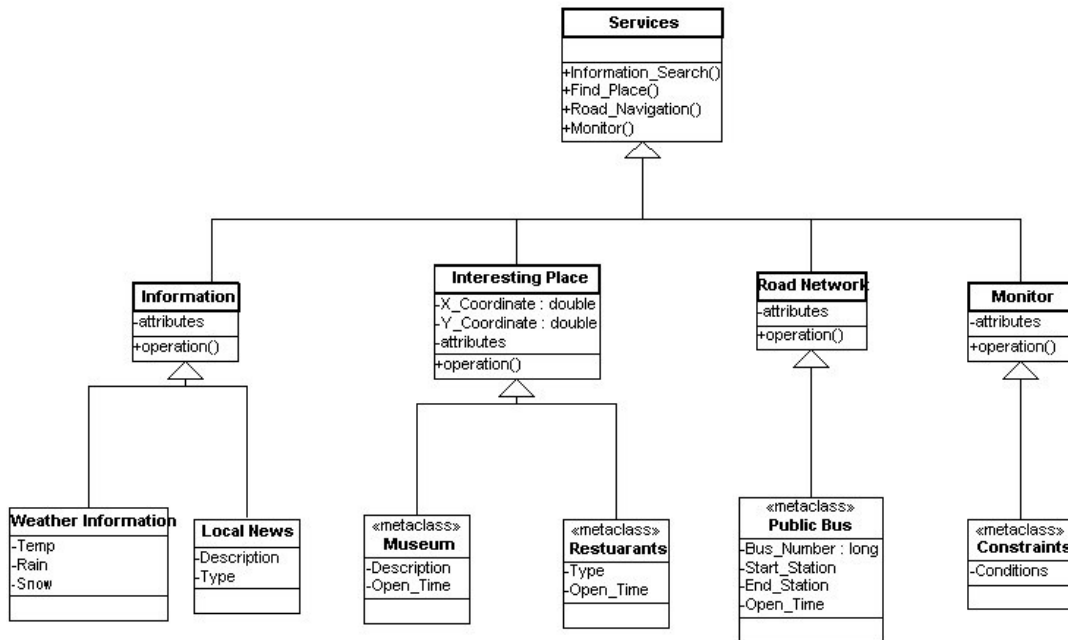 Services
+Information_Search()
+Find_Place()
+Road_Navigation()
+Monitor()
Information
-attributes
+operation()
Interesting Place
-X_Coordinate : double
-Y_Coordinate : double
-attributes
+operation()
Road Network
-attributes
+operation()
Monitor
-attributes
+operation()
Weather Information
-Temp
-Rain
-Snow
Local News
-Description
-Type
«metaclass»
Museum
-Description
-Open_Time
«metaclass»
Restuarants
-Type
-Open_Time
«metaclass»
Public Bus
-Bus_Number : long
-Start_Station
-End_Station
-Open_Time
«metaclass»
Constraints
-Conditions